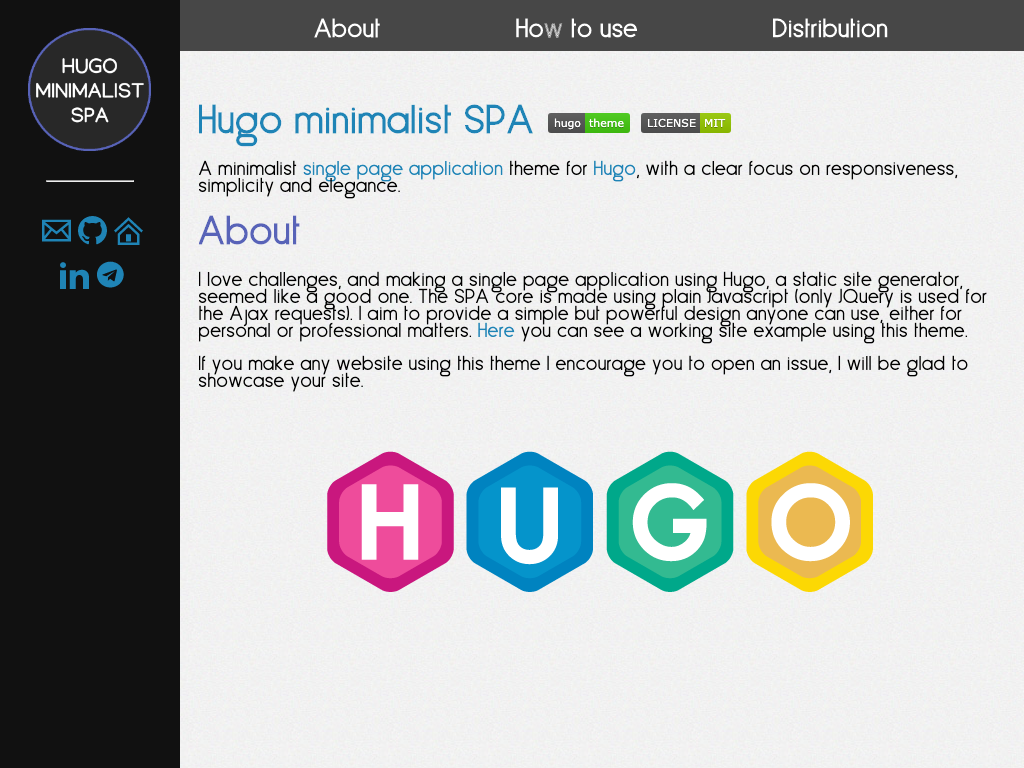 HUGO
MINIMALIST
SPA
About
How to use
Distribution
Hugo minimalist SPA
hugo theme
LICENSE MIT
A minimalist single page application theme for Hugo, with a clear focus on responsiveness,
simplicity and elegance.
About
I love challenges, and making a single page application using Hugo, a static site generator,
seemed like a good one. The SPA core is made using plain Javascript (only JQuery is used for
the Ajax requests). I aim to provide a simple but powerful design anyone can use, either for
personal or professional matters. Here you can see a working site example using this theme.
If you make any website using this theme I encourage you to open an issue, I will be glad to
showcase your site.
HUGO